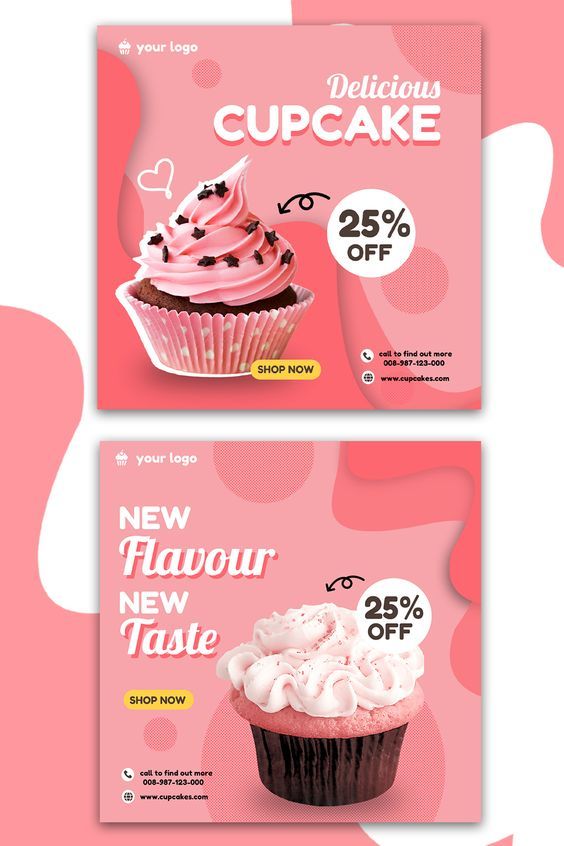 your logo
Delicious
CUPCAKE
25%
OFF
SHOP NOW
call to find out more
008-987-123-000
www.cupcakes.com
your logo
NEW
Flavour
NEW
Taste
25%
OFF
SHOP NOW
call to find out more
008-987-123-000
www.cupcakes.com